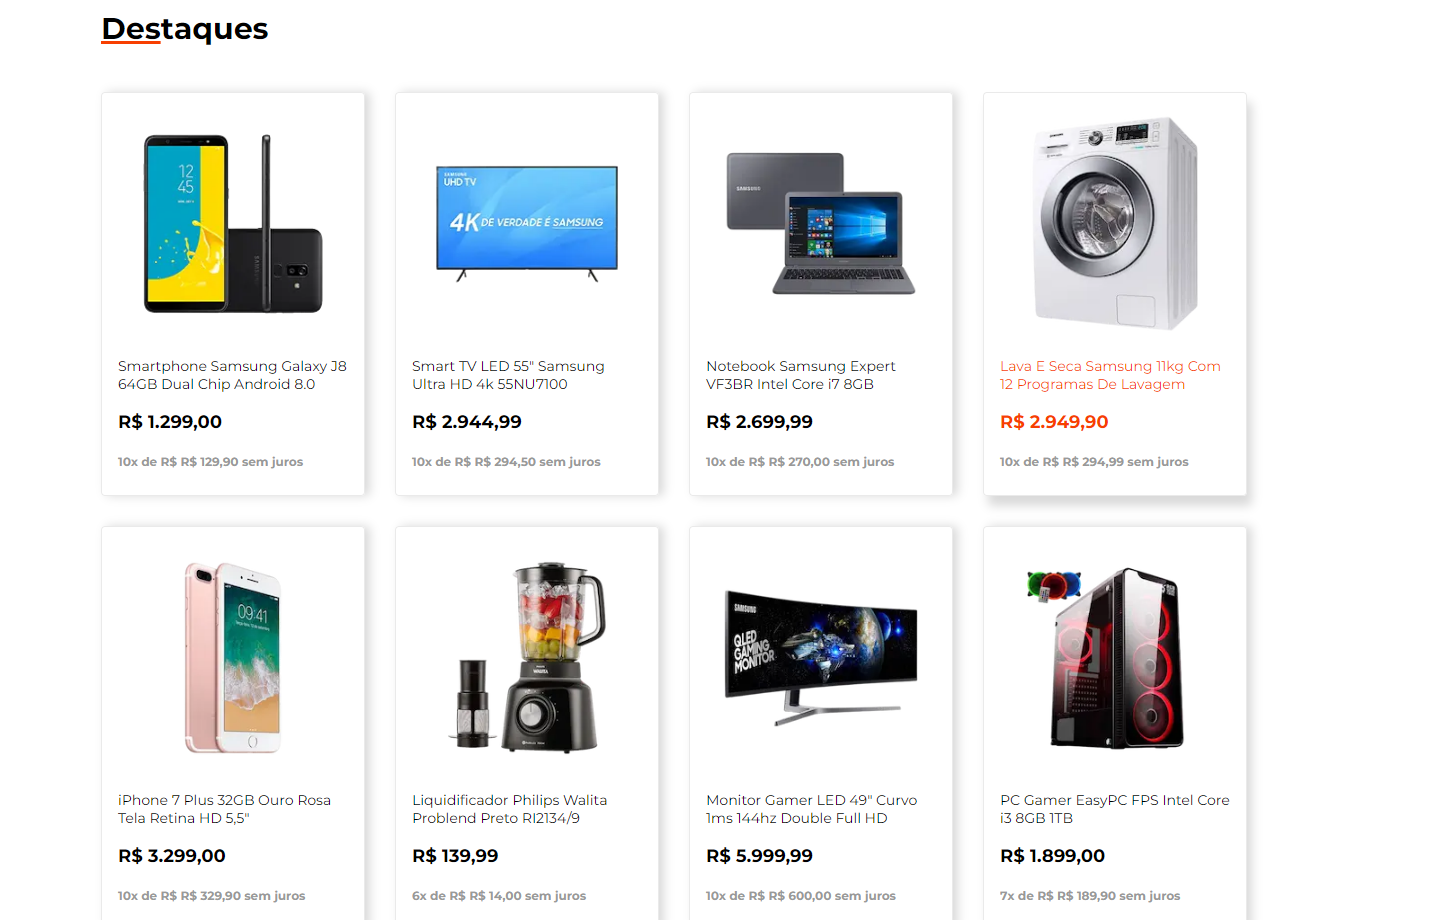 Destaques
12
45
SAMSUNG
SAMSUNG
UHD TV
4K DE VERDADE É SAMSUNG
SAMSUNG
SAMSUNG
Smartphone Samsung Galaxy J8
64GB Dual Chip Android 8.0
R$ 1.299,00
10x de R$ R$ 129,90 sem juros
Smart TV LED 55" Samsung
Ultra HD 4k 55NU7100
R$ 2.944,99
10x de R$ R$ 294,50 sem juros
Notebook Samsung Expert
VF3BR Intel Core i7 8GB
R$ 2.699,99
10x de R$ R$ 270,00 sem juros
Lava E Seca Samsung 11kg Com
12 Programas De Lavagem
R$ 2.949,90
10x de R$ R$ 294,99 sem juros
09:41
WALITA
SAMSUNG
QLED
GAMING
MONITOR
iPhone 7 Plus 32GB Ouro Rosa
Tela Retina HD 5,5"
R$ 3.299,00
10x de R$ R$ 329,90 sem juros
Liquidificador Philips Walita
Problend Preto RI2134/9
R$ 139,99
6x de R$ R$ 14,00 sem juros
Monitor Gamer LED 49" Curvo
1ms 144hz Double Full HD
R$ 5.999,99
10x de R$ R$ 600,00 sem juros
PC Gamer EasyPC FPS Intel Core
i3 8GB 1TB
R$ 1.899,00
7x de R$ R$ 189,90 sem juros